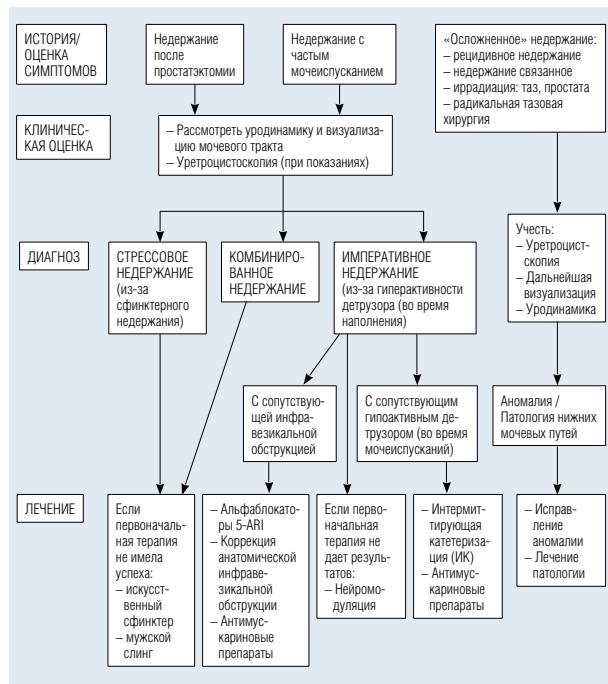 ИСТОРИЯ/
ОЦЕНКА
СИМПТОМОВ
Недержание
после
простатэктомии
Недержание с
частым
мочеиспусканием
«Осложненное» недержание:
– рецидивное недержание
– недержание связанное
– иррадиация: таз, простата
– радикальная тазовая
хирургия
КЛИНИЧЕС-
КАЯ ОЦЕНКА
– Рассмотреть уродинамику и визуализа-
цию мочевого тракта
– Уретроцистоскопия (при показаниях)
Учесть:
– Уретроцист-
скопия
– Дальнейшая
визуализация
– Уродинамика
ДИАГНОЗ
СТРЕССОВОЕ
НЕДЕРЖАНИЕ
(из-за
сфинктерного
недержания)
КОМБИНИРО-
ВАННОЕ
НЕДЕРЖАНИЕ
ИМПЕРАТИВНОЕ
НЕДЕРЖАНИЕ
(из-за гиперактивности
детрузора (во время
наполнения)
С сопутствую-
щей инфра-
везикальной
обструкцией
С сопутствующим
гипоактивным де-
трузором (во время
мочеиспусканий)
Аномалия /
Патология нижних
мочевых путей
ЛЕЧЕНИЕ
Если
первоначаль-
ная терапия
не имела
успеха:
– искусст-
венный
сфинктер
– мужской
слинг
– Альфаблокато-
ры 5-ARI
– Коррекция
анатомической
инфраве-
зикальной
обструкции
– Антимус-
кариновые
препараты
Если перво-
начальная
терапия не
дает резуль-
татов:
– Нейромо-
дуляция
– Интермит-
тирующая
катетериза-
ция (ИК)
– Антимус-
кариновые
препараты
– Исправ-
ление
аномалии
– Лечение
патологии